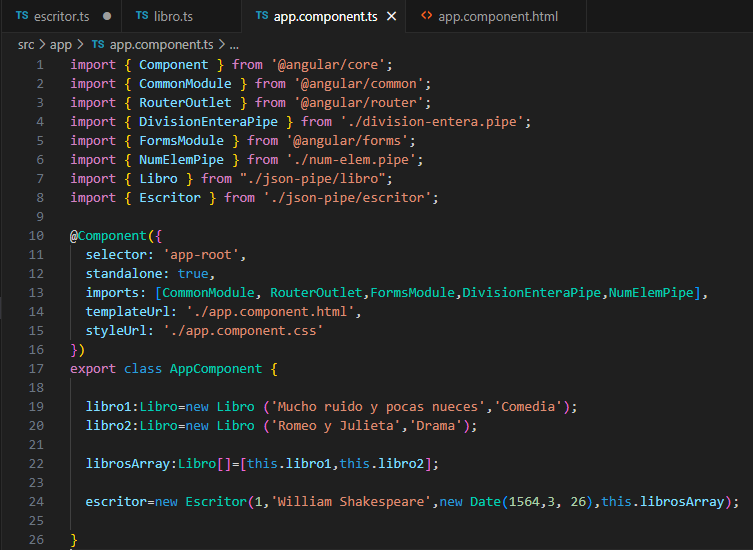 TS escritor.ts ●
TS libro.ts
TS app.component.ts ×
<> app.component.html
src > app > TS app.component.ts > ...
1 import { Component } from '@angular/core';
2 import { CommonModule } from '@angular/common';
3 import { RouterOutlet } from '@angular/router';
4 import { DivisionEnteraPipe } from './division-entera.pipe';
5 import { FormsModule } from '@angular/forms';
6 import { NumElemPipe } from './num-elem.pipe';
7 import { Libro } from "./json-pipe/libro";
8 import { Escritor } from './json-pipe/escritor';
9
10 @Component({
11   selector: 'app-root',
12   standalone: true,
13   imports: [CommonModule, RouterOutlet,FormsModule,DivisionEnteraPipe,NumElemPipe],
14   templateUrl: './app.component.html',
15   styleUrl: './app.component.css'
16 })
17 export class AppComponent {
18
19   libro1:Libro=new Libro ('Mucho ruido y pocas nueces','Comedia');
20   libro2:Libro=new Libro ('Romeo y Julieta','Drama');
21
22   librosArray:Libro[]=[this.libro1,this.libro2];
23
24   escritor=new Escritor(1,'William Shakespeare',new Date(1564,3, 26),this.librosArray);
25
26 }